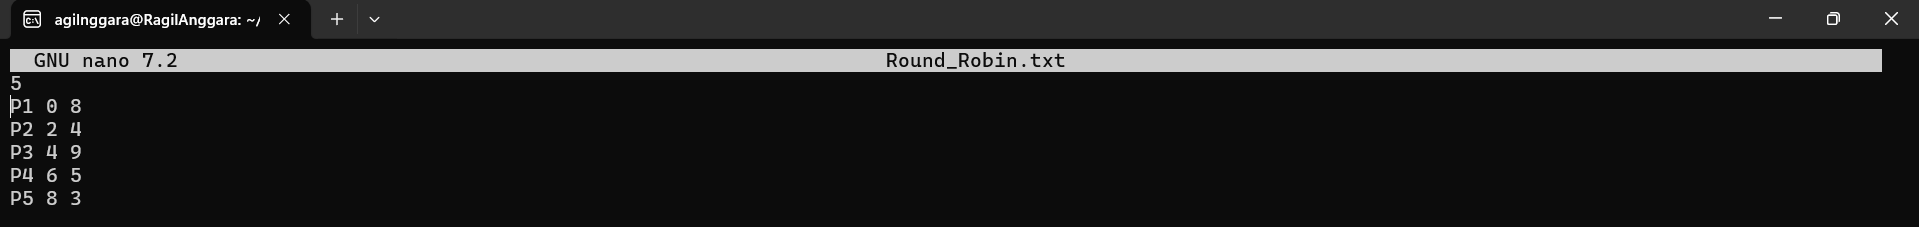 agilnggara@RagilAnggara: ~/
GNU nano 7.2 Round_Robin.txt
5
P1 0 8
P2 2 4
P3 4 9
P4 6 5
P5 8 3